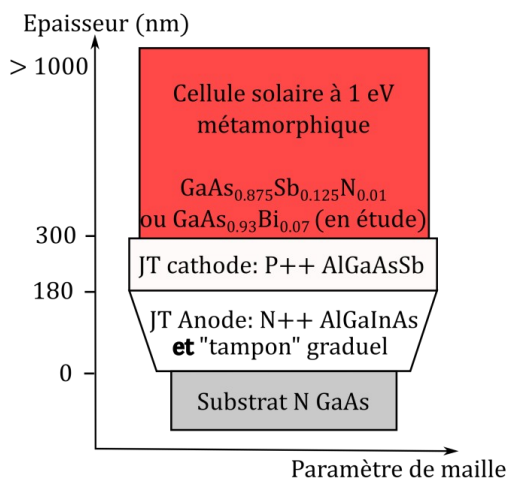 Epaisseur (nm)
> 1000
Cellule solaire à 1 eV
métamorphique
GaAs₀.₈₇₅Sb₀.₁₂₅N₀.₀₁
ou GaAs₀.₉₃Bi₀.₀₇ (en étude)
300
JT cathode: P++ AlGaAsSb
180
JT Anode: N++ AlGaInAs
et "tampon" graduel
0
Substrat N GaAs
Paramètre de maille